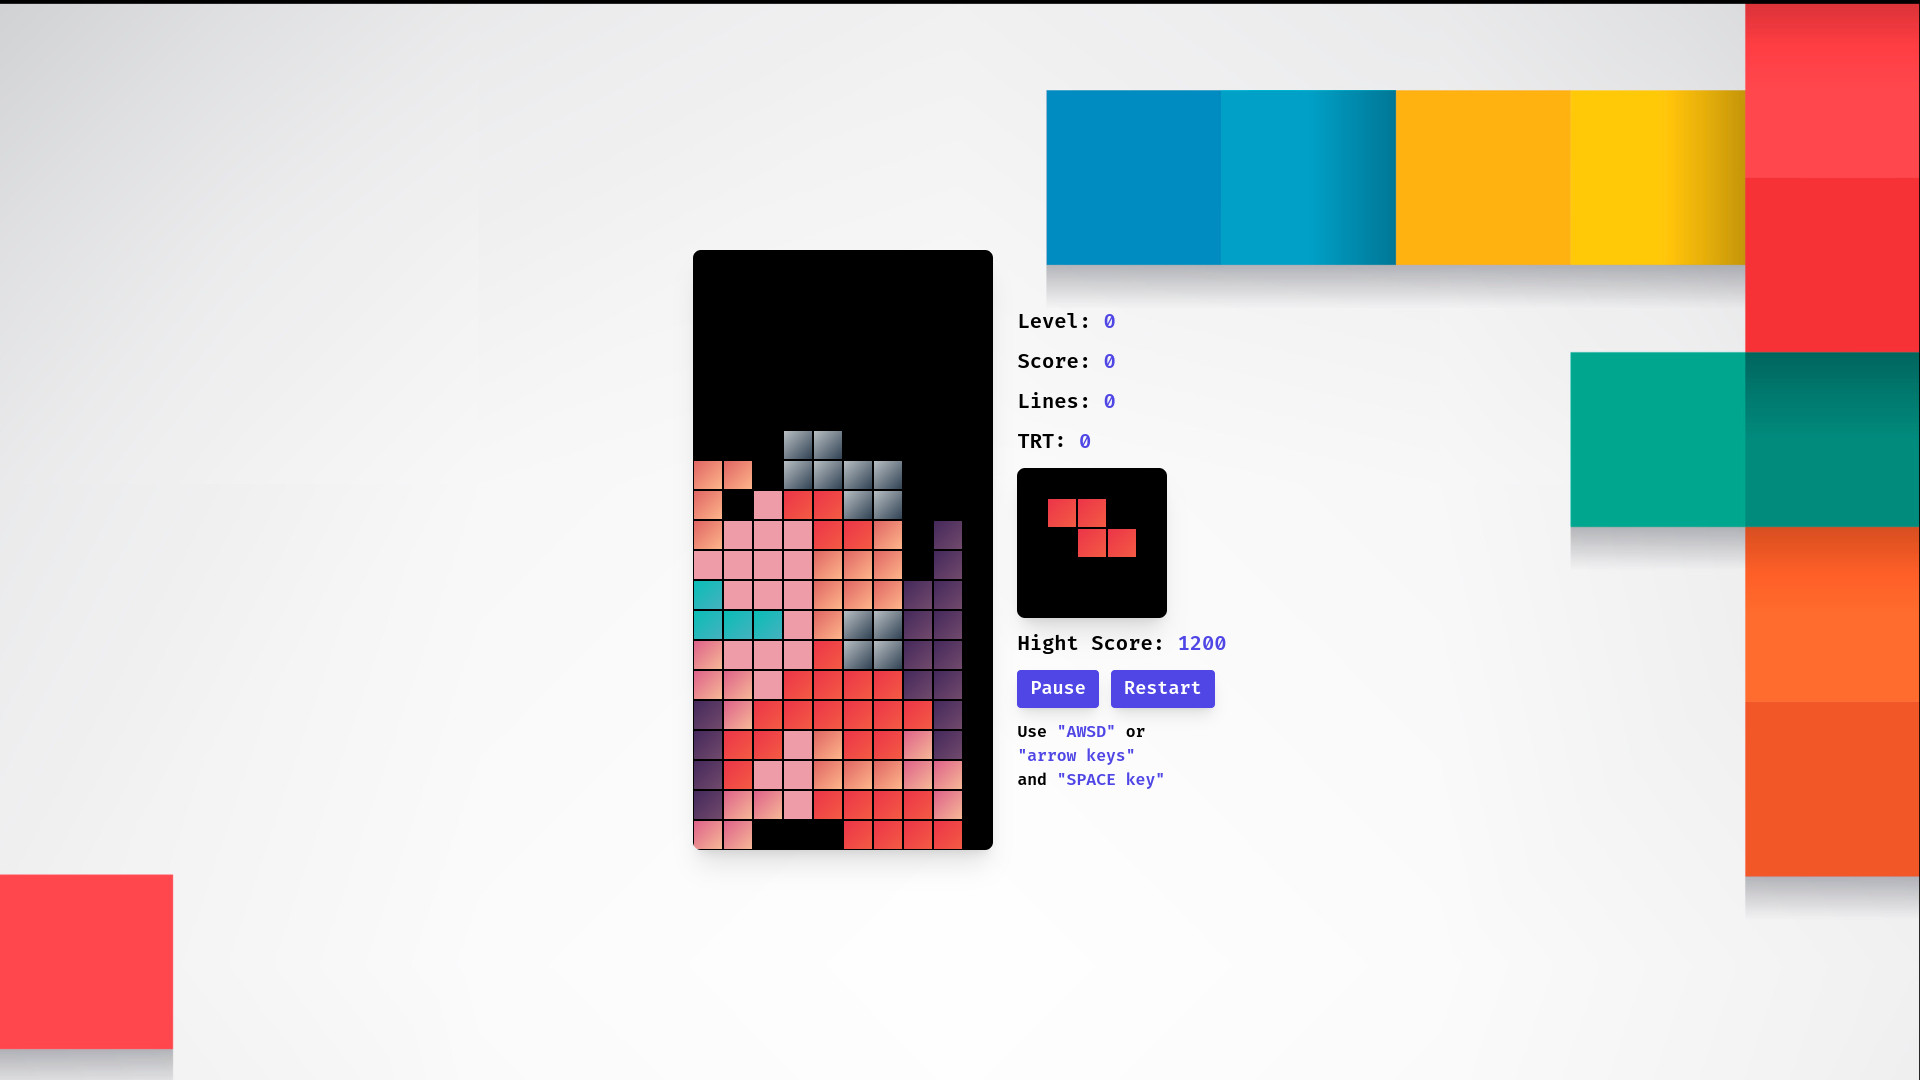 Level: 0
Score: 0
Lines: 0
TRT: 0
Hight Score: 1200
Pause Restart
Use "AWSD" or
"arrow keys"
and "SPACE key"